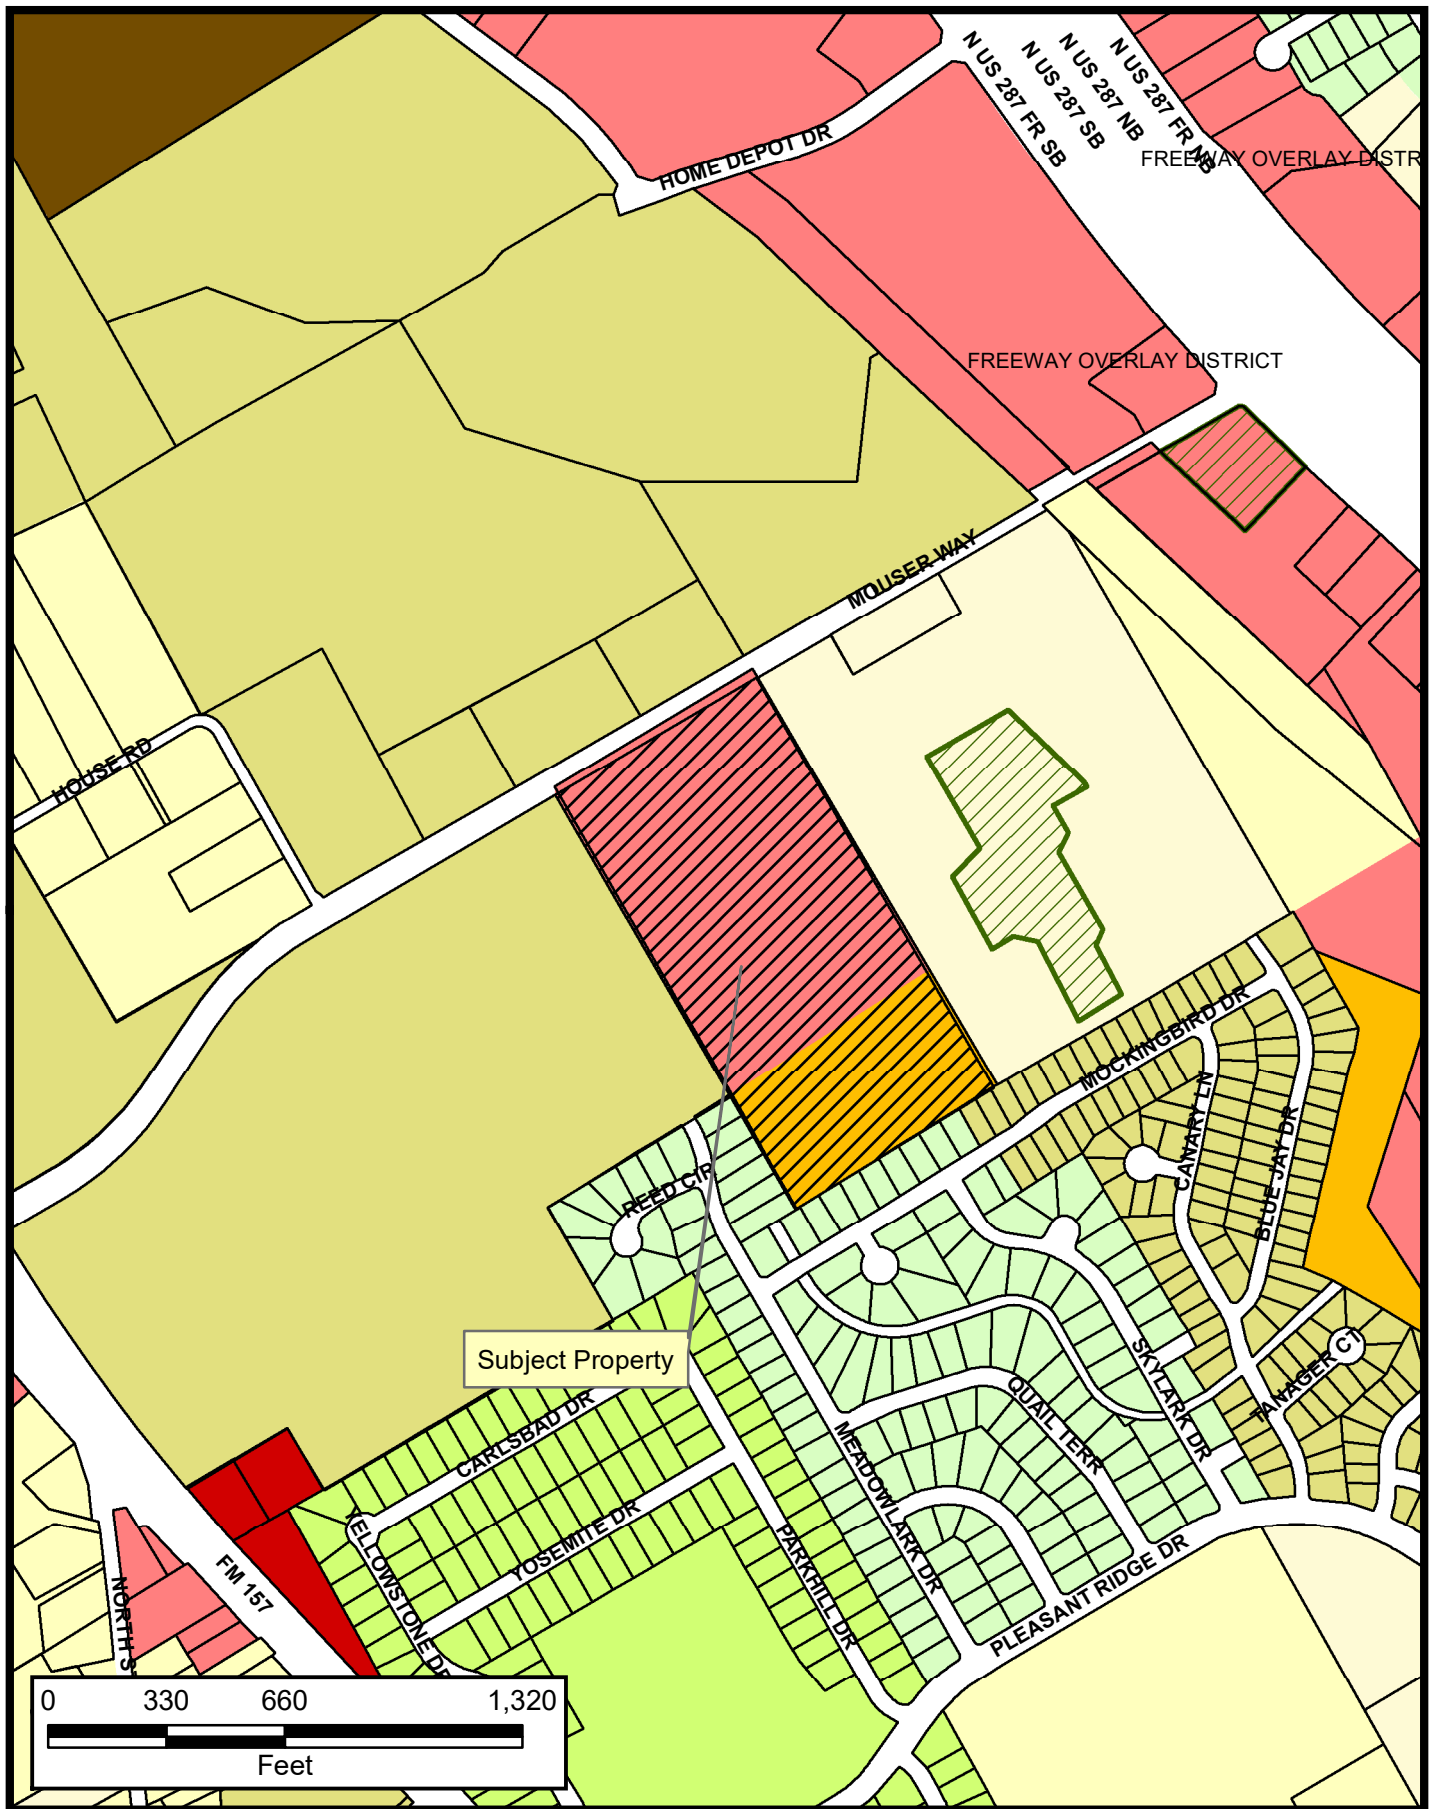 N US 287 FR SB
N US 287 SB
N US 287 NB
N US 287 FR NB
HOME DEPOT DR
FREEWAY OVERLAY DISTR
FREEWAY OVERLAY DISTRICT
MOUSER WAY
HOUSE RD
MOCKINGBIRD DR
CANARY LN
BLUE JAY DR
REED CIR
Subject Property
SKYLARK DR
TANAGER CT
QUAIL TERR
CARLSBAD DR
MEADOWLARK DR
YOSEMITE DR
YELLOWSTONE DR
PARKHILL DR
PLEASANT RIDGE DR
FM 157
NORTH S
0 330 660 1,320
Feet